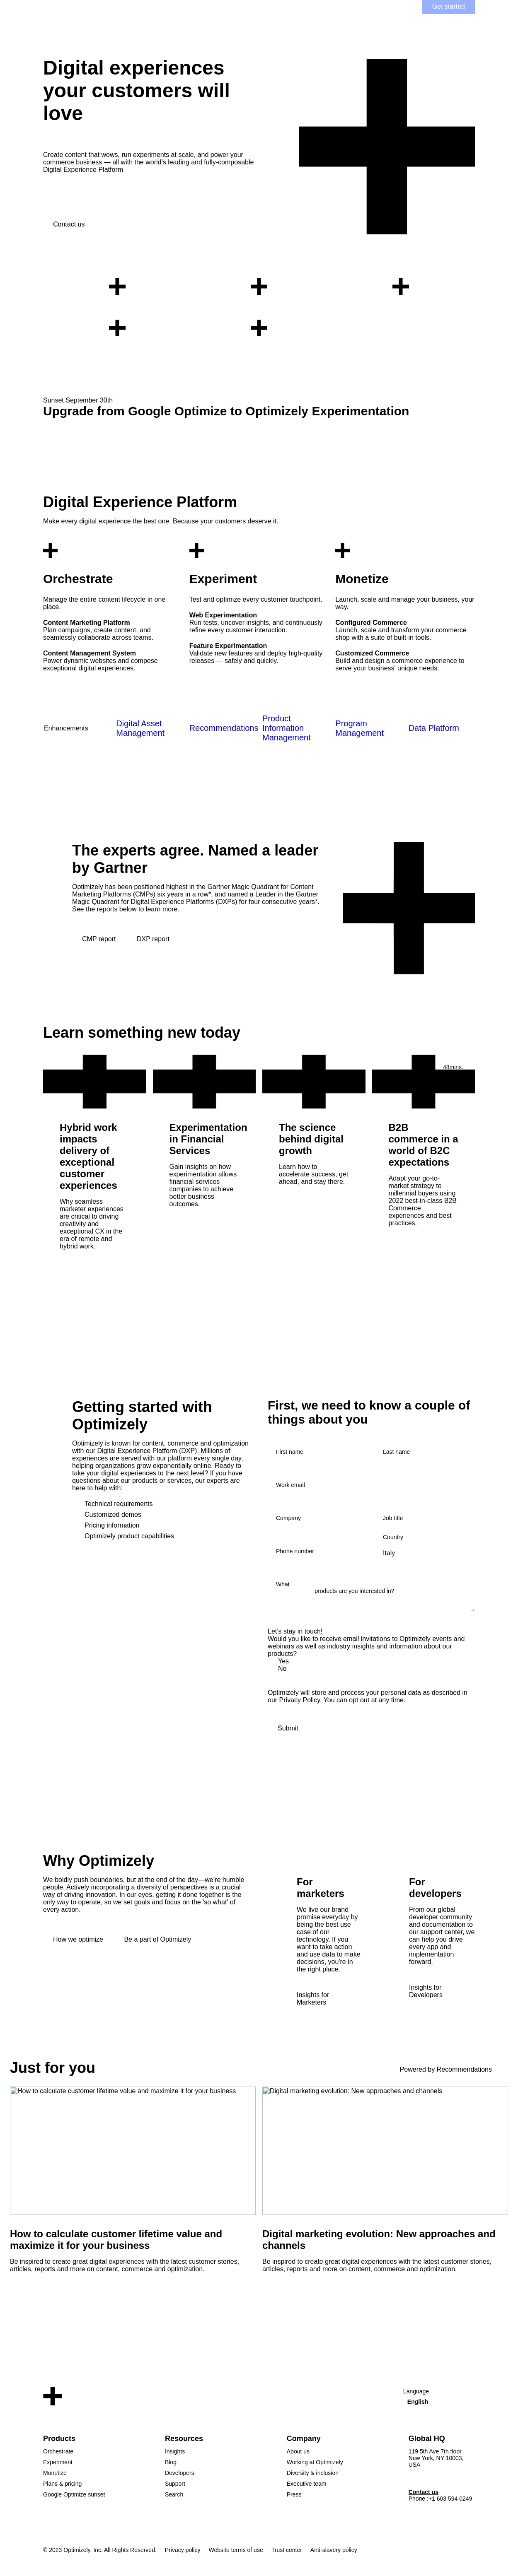 Get started
Digital experiences
your customers will
love
Create content that wows, run experiments at scale, and power your
commerce business — all with the world's leading and fully-composable
Digital Experience Platform
Contact us
Sunset September 30th
Upgrade from Google Optimize to Optimizely Experimentation
Digital Experience Platform
Make every digital experience the best one. Because your customers deserve it.
Orchestrate
Manage the entire content lifecycle in one
place.
Content Marketing Platform
Plan campaigns, create content, and
seamlessly collaborate across teams.
Content Management System
Power dynamic websites and compose
exceptional digital experiences.
Experiment
Test and optimize every customer touchpoint.
Web Experimentation
Run tests, uncover insights, and continuously
refine every customer interaction.
Feature Experimentation
Validate new features and deploy high-quality
releases — safely and quickly.
Monetize
Launch, scale and manage your business, your
way.
Configured Commerce
Launch, scale and transform your commerce
shop with a suite of built-in tools.
Customized Commerce
Build and design a commerce experience to
serve your business' unique needs.
Enhancements
Digital Asset
Management
Recommendations
Product
Information
Management
Program
Management
Data Platform
The experts agree. Named a leader
by Gartner
Optimizely has been positioned highest in the Gartner Magic Quadrant for Content
Marketing Platforms (CMPs) six years in a row*, and named a Leader in the Gartner
Magic Quadrant for Digital Experience Platforms (DXPs) for four consecutive years*.
See the reports below to learn more.
CMP report
DXP report
Learn something new today
48mins.
Hybrid work
impacts
delivery of
exceptional
customer
experiences
Why seamless
marketer experiences
are critical to driving
creativity and
exceptional CX in the
era of remote and
hybrid work.
Experimentation
in Financial
Services
Gain insights on how
experimentation allows
financial services
companies to achieve
better business
outcomes.
The science
behind digital
growth
Learn how to
accelerate success, get
ahead, and stay there.
B2B
commerce in a
world of B2C
expectations
Adapt your go-to-
market strategy to
millennial buyers using
2022 best-in-class B2B
Commerce
experiences and best
practices.
Getting started with
Optimizely
Optimizely is known for content, commerce and optimization
with our Digital Experience Platform (DXP). Millions of
experiences are served with our platform every single day,
helping organizations grow exponentially online. Ready to
take your digital experiences to the next level? If you have
questions about our products or services, our experts are
here to help with:
Technical requirements
Customized demos
Pricing information
Optimizely product capabilities
First, we need to know a couple of
things about you
First name
Last name
Work email
Company
Job title
Country
Phone number
Italy
What
products are you interested in?
Let's stay in touch!
Would you like to receive email invitations to Optimizely events and
webinars as well as industry insights and information about our
products?
Yes
No
Optimizely will store and process your personal data as described in
our Privacy Policy. You can opt out at any time.
Submit
Why Optimizely
We boldly push boundaries, but at the end of the day—we're humble
people. Actively incorporating a diversity of perspectives is a crucial
way of driving innovation. In our eyes, getting it done together is the
only way to operate, so we set goals and focus on the 'so what' of
every action.
How we optimize
Be a part of Optimizely
For
marketers
We live our brand
promise everyday by
being the best use
case of our
technology. If you
want to take action
and use data to make
decisions, you're in
the right place.
Insights for
Marketers
For
developers
From our global
developer community
and documentation to
our support center, we
can help you drive
every app and
implementation
forward.
Insights for
Developers
Just for you
Powered by Recommendations
How to calculate customer lifetime value and maximize it for your business
Digital marketing evolution: New approaches and channels
How to calculate customer lifetime value and
maximize it for your business
Be inspired to create great digital experiences with the latest customer stories,
articles, reports and more on content, commerce and optimization.
Digital marketing evolution: New approaches and
channels
Be inspired to create great digital experiences with the latest customer stories,
articles, reports and more on content, commerce and optimization.
Language
English
Products
Orchestrate
Experiment
Monetize
Plans & pricing
Google Optimize sunset
Resources
Insights
Blog
Developers
Support
Search
Company
About us
Working at Optimizely
Diversity & inclusion
Executive team
Press
Global HQ
119 5th Ave 7th floor
New York, NY 10003,
USA
Contact us
Phone :+1 603 594 0249
© 2023 Optimizely, Inc. All Rights Reserved.
Privacy policy
Website terms of use
Trust center
Anti-slavery policy